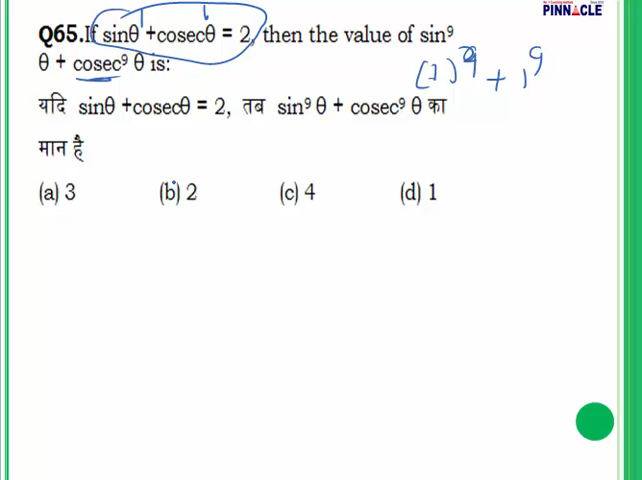 PINNACLE
Q65.If sinθ +cosecθ = 2, then the value of sin⁹
θ + cosec⁹ θ is:
(1)⁹ + 1⁹
यदि sinθ +cosecθ = 2, तब sin⁹ θ + cosec⁹ θ का
मान है
(a) 3 (b) 2 (c) 4 (d) 1